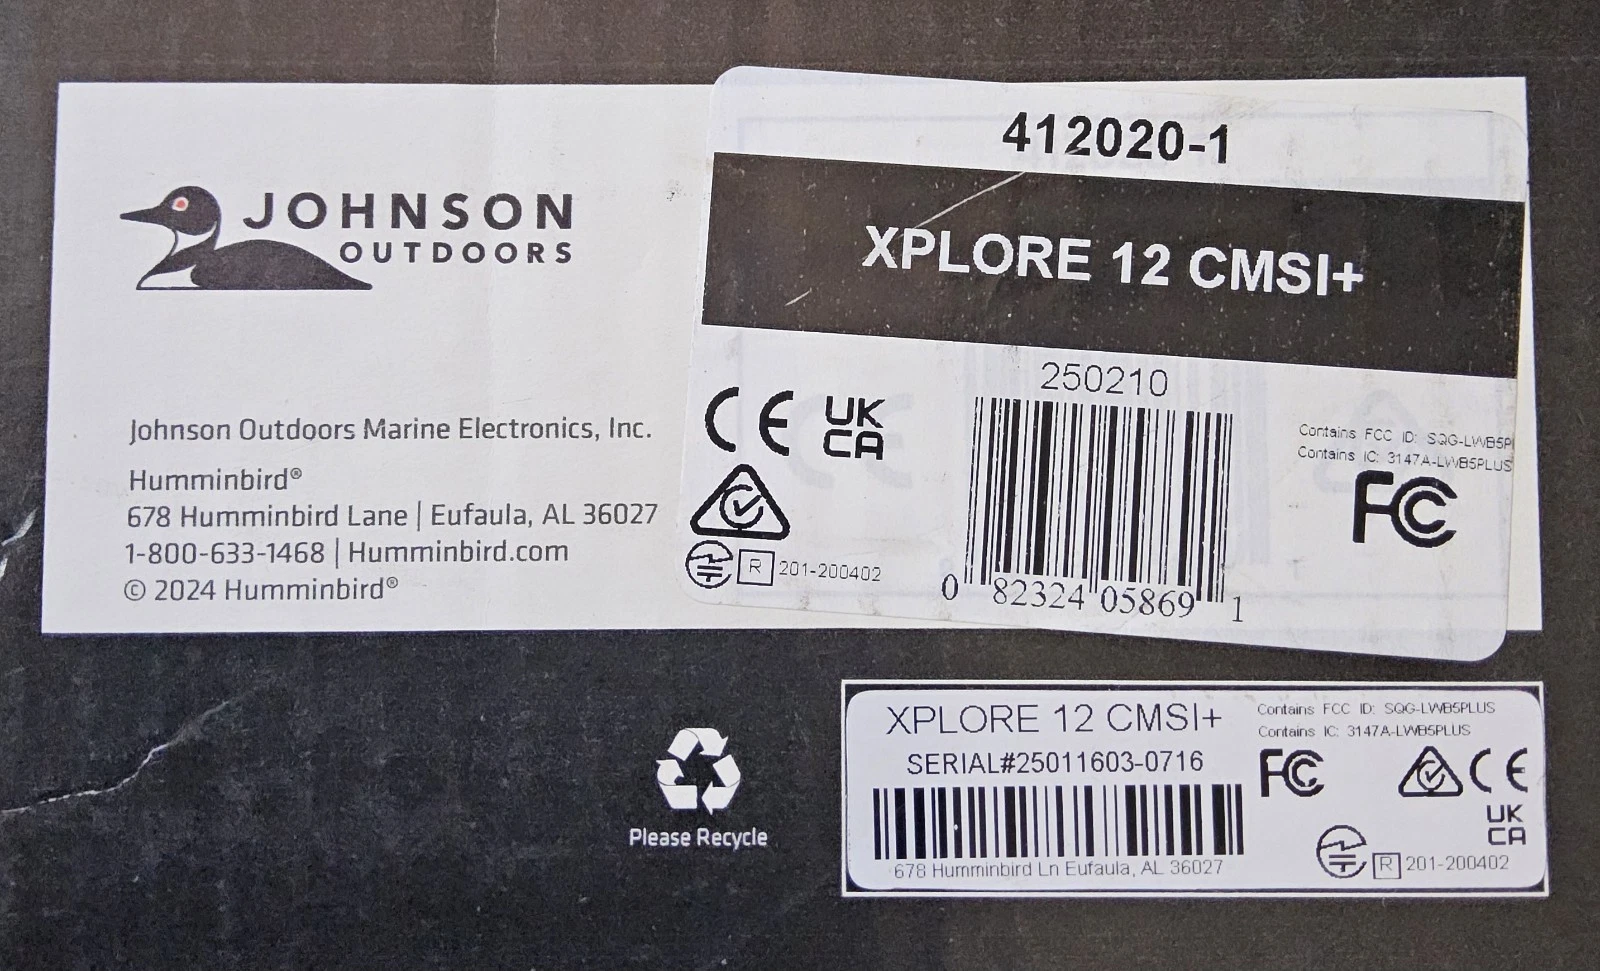 JOHNSON
OUTDOORS
Johnson Outdoors Marine Electronics, Inc.
Humminbird®
678 Humminbird Lane | Eufaula, AL 36027
1-800-633-1468 | Humminbird.com
© 2024 Humminbird®
412020-1
XPLORE 12 CMSI+
250210
CE UK
CA
R 201-200402
0 82324 05869 1
Contains FCC ID: SQG-LWB5Pl
Contains IC: 3147A-LWB5PLUS
FC
Please Recycle
XPLORE 12 CMSI+
SERIAL#25011603-0716
678 Humminbird Ln Eufaula, AL 36027
Contains FCC ID: SQG-LWB5PLUS
Contains IC: 3147A-LWB5PLUS
FC CE
UK
CA
R 201-200402